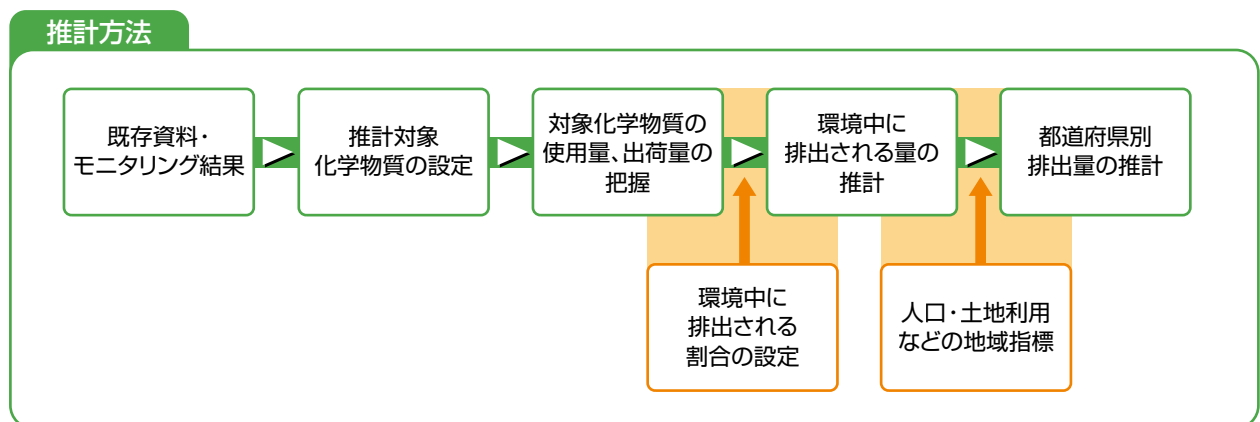 推計方法
既存資料・
モニタリング結果
推計対象
化学物質の設定
対象化学物質の
使用量、出荷量の
把握
環境中に
排出される量の
推計
都道府県別
排出量の推計
環境中に
排出される
割合の設定
人口・土地利用
などの地域指標